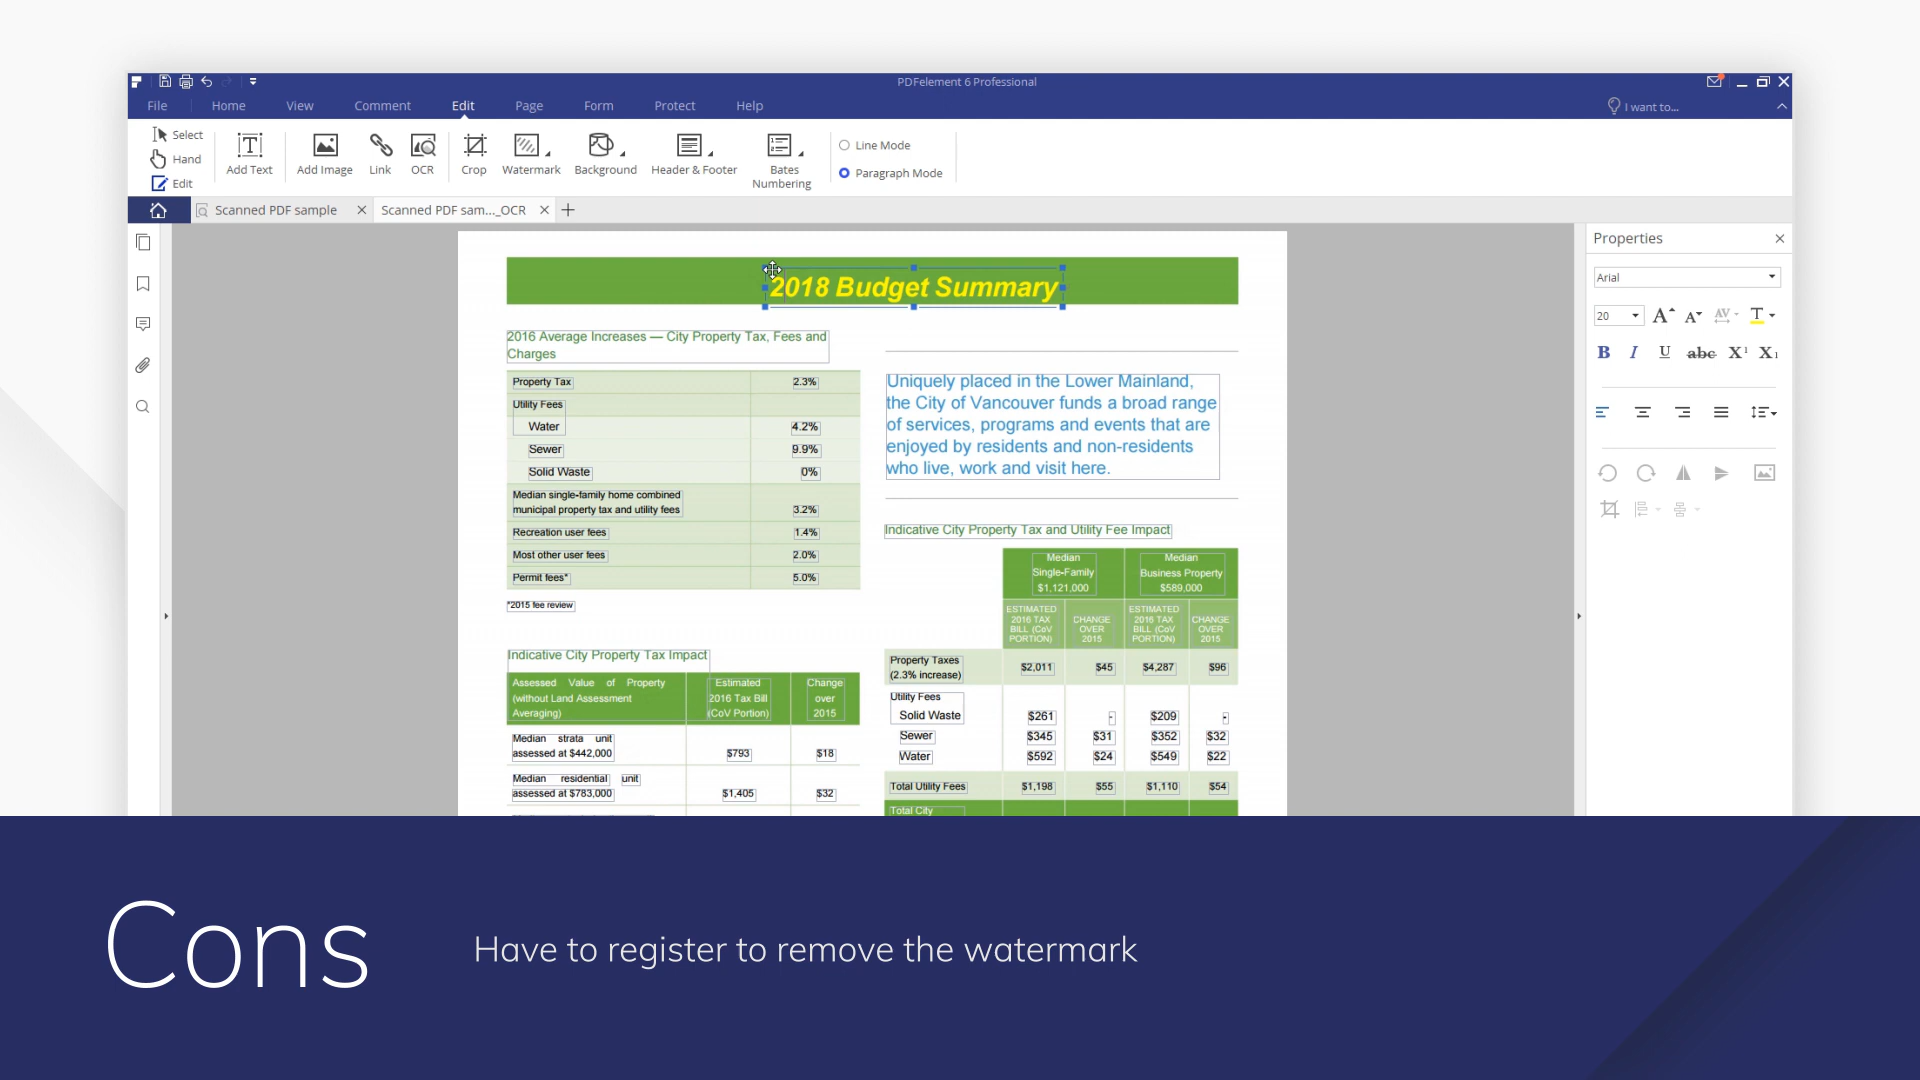 PDFelement 6 Professional
File Home View Comment Edit Page Form Protect Help
I want to...
Select
Hand
Edit
Add Text
Add Image
Link
OCR
Crop
Watermark
Background
Header & Footer
Bates
Numbering
Line Mode
Paragraph Mode
Scanned PDF sample
Scanned PDF sam..._OCR
Properties
Arial
20
2018 Budget Summary
2016 Average Increases — City Property Tax, Fees and
Charges
Property Tax 2.3%
Utility Fees
Water 4.2%
Sewer 9.9%
Solid Waste 0%
Median single-family home combined
municipal property tax and utility fees 3.2%
Recreation user fees 1.4%
Most other user fees 2.0%
Permit fees* 5.0%
*2015 fee review
Indicative City Property Tax Impact
Assessed Value of Property
(without Land Assessment
Averaging)
Estimated
2016 Tax Bill
(CoV Portion)
Change
over
2015
Median strata unit
assessed at $442,000 $793 $18
Median residential unit
assessed at $783,000 $1,405 $32
Uniquely placed in the Lower Mainland,
the City of Vancouver funds a broad range
of services, programs and events that are
enjoyed by residents and non-residents
who live, work and visit here.
Indicative City Property Tax and Utility Fee Impact
Median
Single-Family
$1,121,000
Median
Business Property
$589,000
ESTIMATED
2016 TAX
BILL (CoV
PORTION)
CHANGE
OVER
2015
ESTIMATED
2016 TAX
BILL (CoV
PORTION)
CHANGE
OVER
2015
Property Taxes
(2.3% increase) $2,011 $45 $4,287 $96
Utility Fees
Solid Waste $261 - $209 -
Sewer $345 $31 $352 $32
Water $592 $24 $549 $22
Total Utility Fees $1,198 $55 $1,110 $54
Total City
Cons
Have to register to remove the watermark